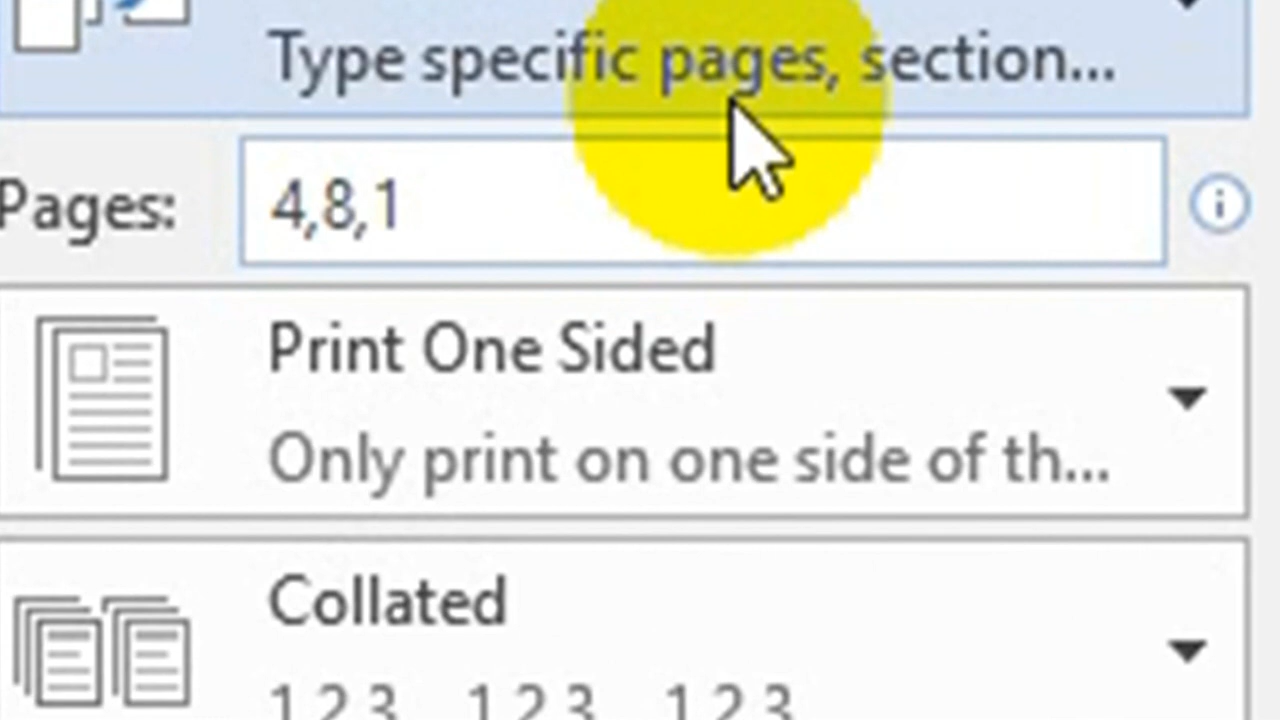 Type specific pages, section...
Pages: 4,8,1
Print One Sided
Only print on one side of th...
Collated
1 2 3   1 2 3   1 2 3